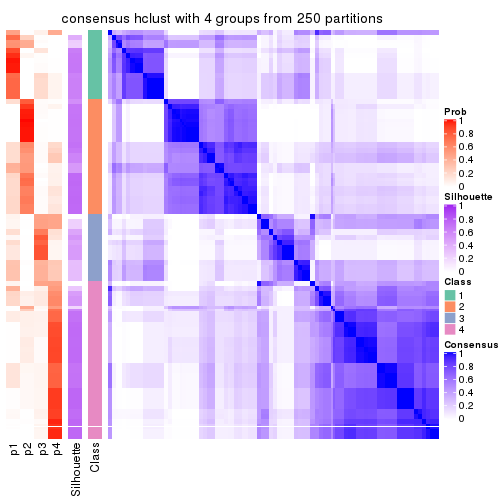 consensus hclust with 4 groups from 250 partitions
Prob
1
0.8
0.6
0.4
0.2
0
Silhouette
1
0.8
0.6
0.4
0.2
0
Class
1
2
3
4
Consensus
1
0.8
0.6
0.4
0.2
0
p1
p2
p3
p4
Silhouette
Class